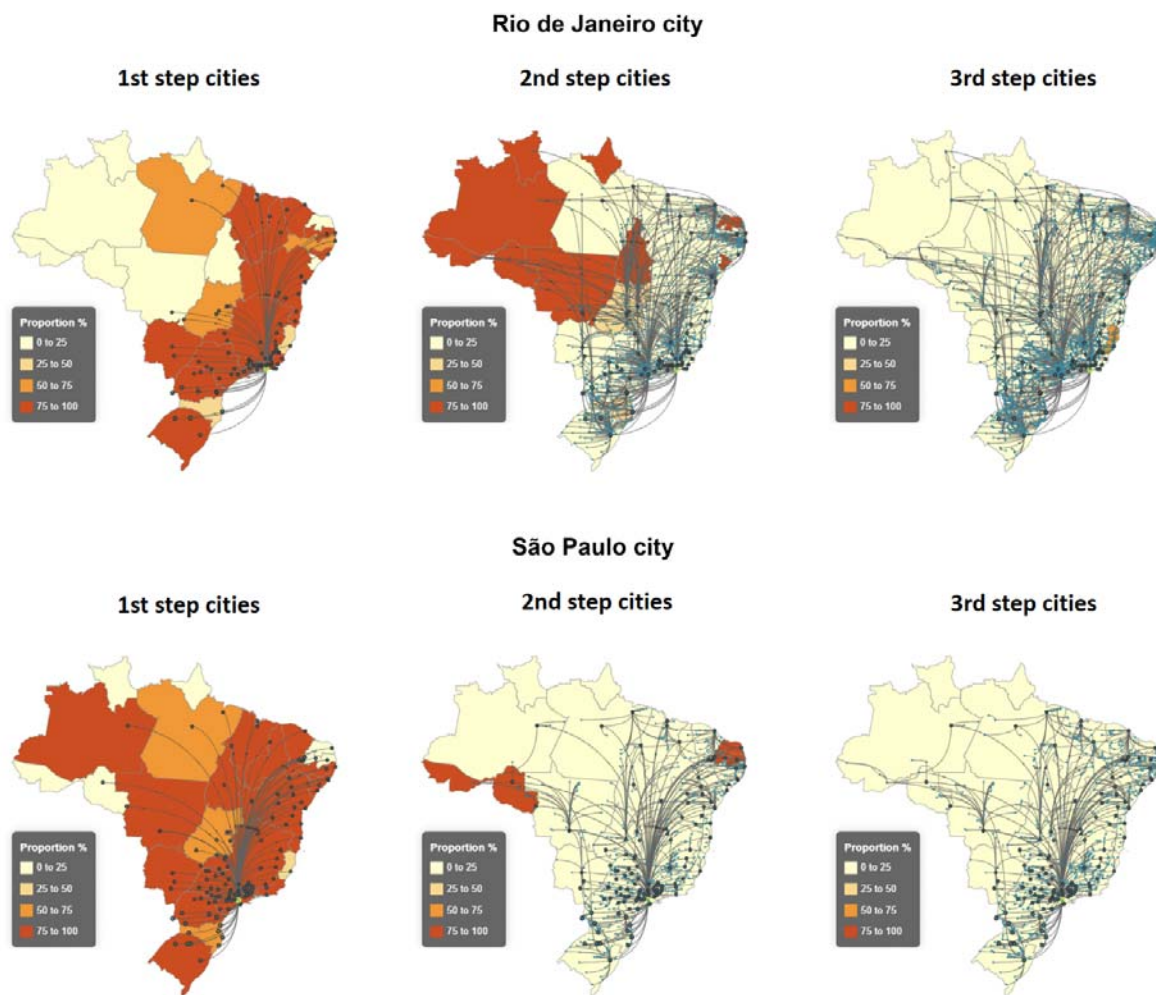 Rio de Janeiro city
1st step cities
2nd step cities
3rd step cities
Proportion %
0 to 25
25 to 50
50 to 75
75 to 100
Proportion %
0 to 25
25 to 50
50 to 75
75 to 100
Proportion %
0 to 25
25 to 50
50 to 75
75 to 100
São Paulo city
1st step cities
2nd step cities
3rd step cities
Proportion %
0 to 25
25 to 50
50 to 75
75 to 100
Proportion %
0 to 25
25 to 50
50 to 75
75 to 100
Proportion %
0 to 25
25 to 50
50 to 75
75 to 100